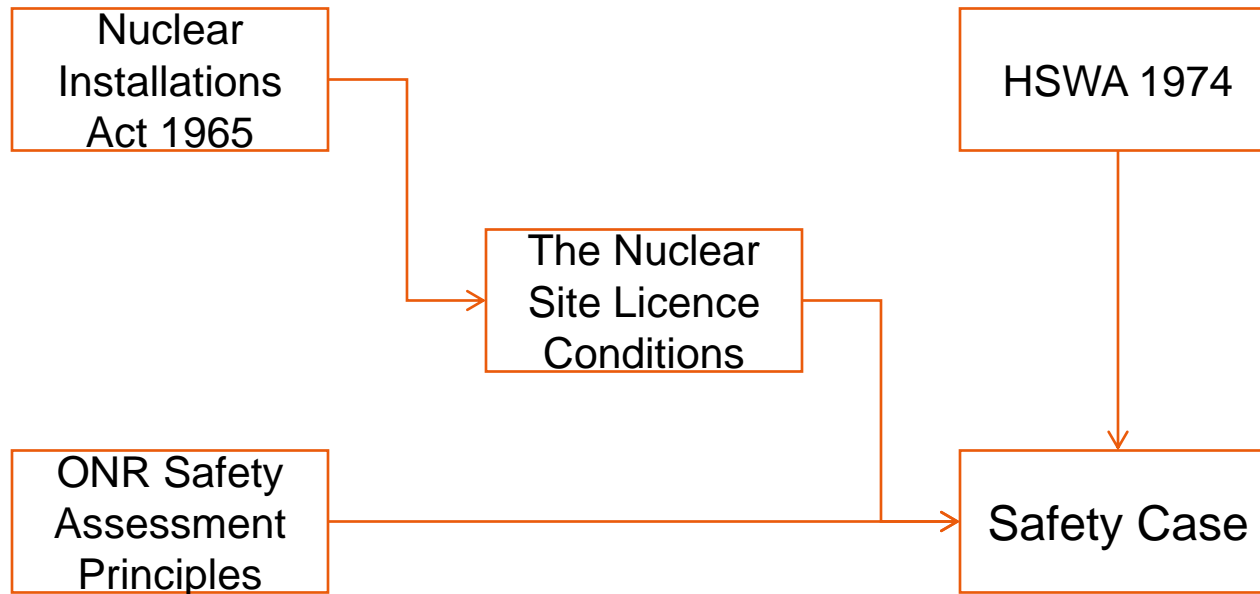 Nuclear
Installations
Act 1965
HSWA 1974
The Nuclear
Site Licence
Conditions
ONR Safety
Assessment
Principles
Safety Case